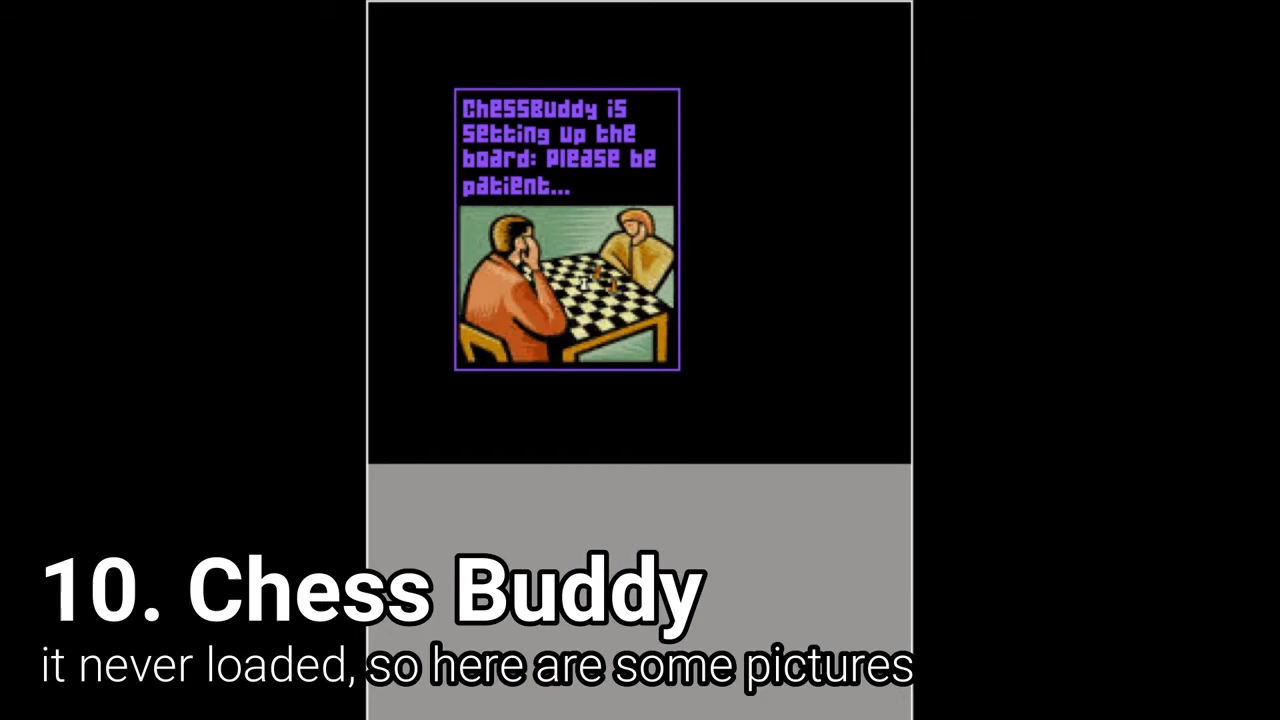 ChessBuddy is
setting up the
board: Please be
patient...
10. Chess Buddy
it never loaded, so here are some pictures